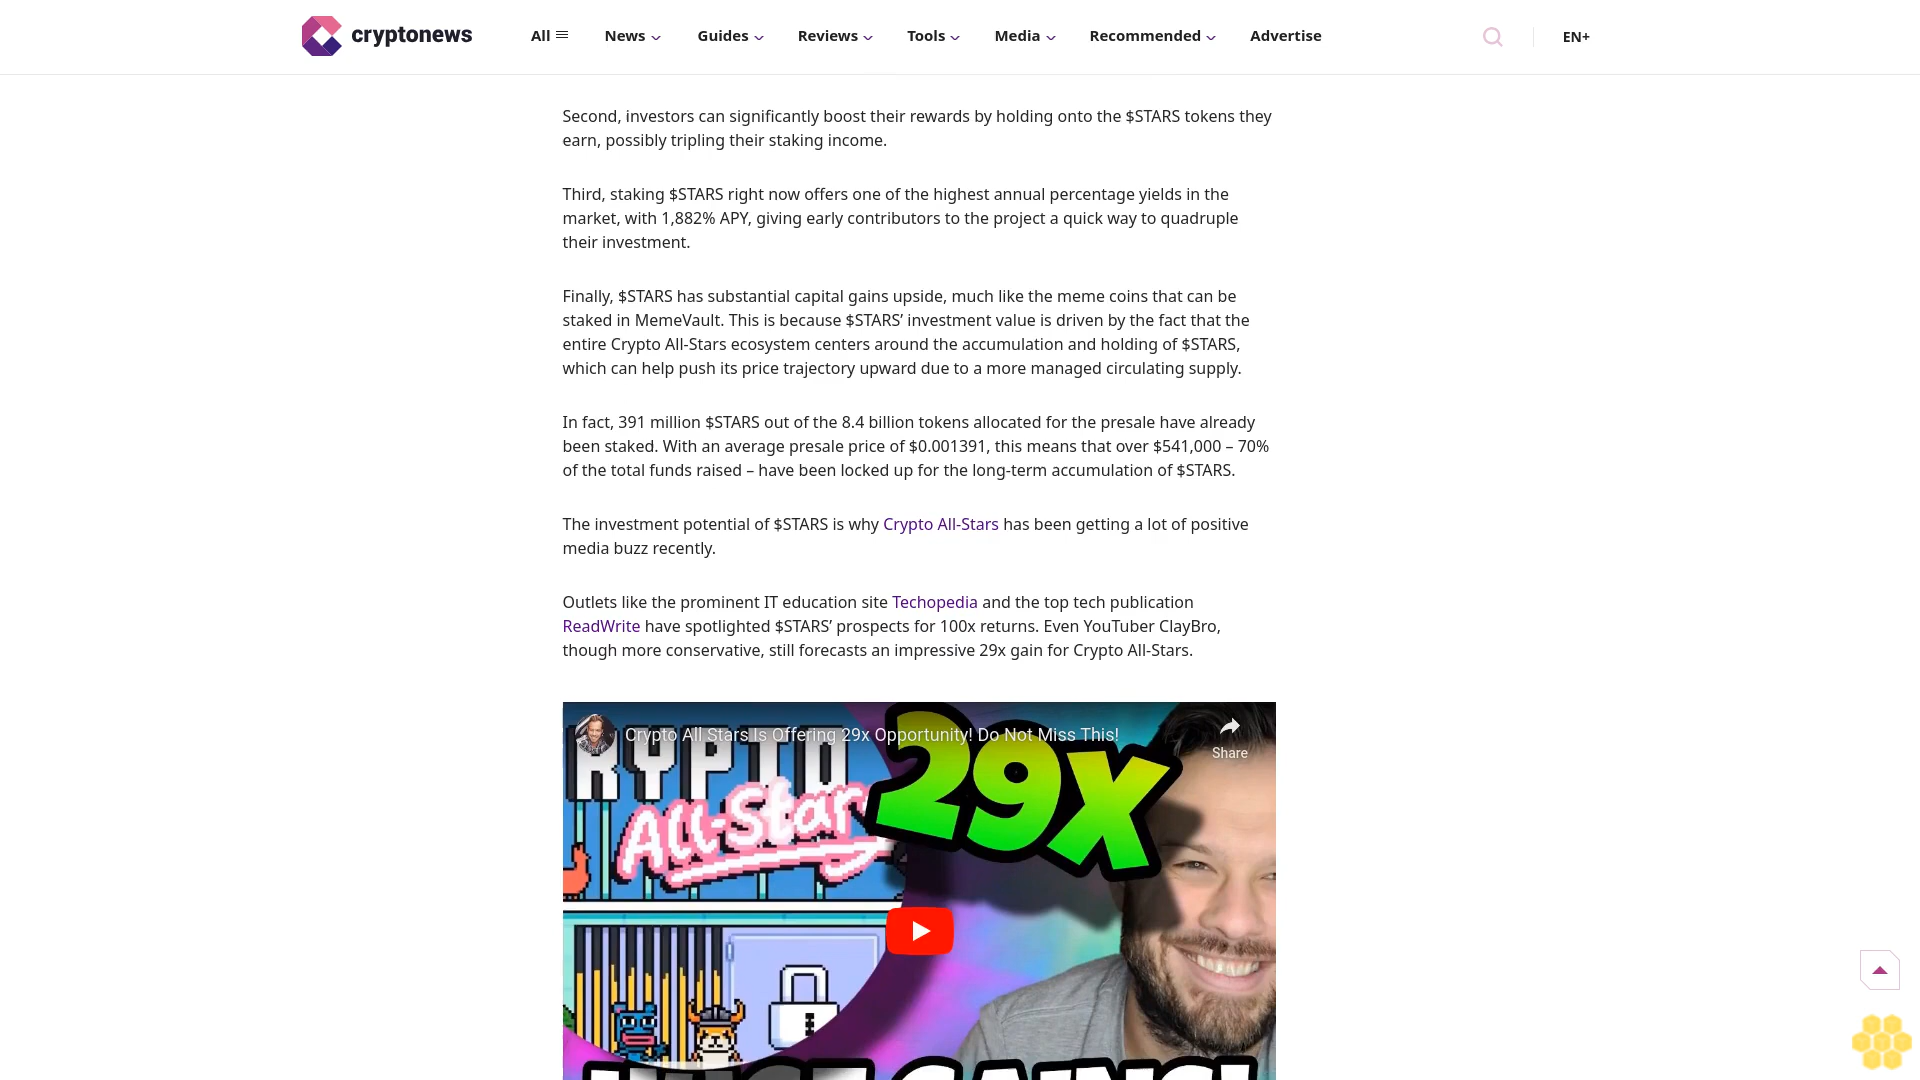 cryptonews
All
News
Guides
Reviews
Tools
Media
Recommended
Advertise
EN+
Second, investors can significantly boost their rewards by holding onto the $STARS tokens they
earn, possibly tripling their staking income.
Third, staking $STARS right now offers one of the highest annual percentage yields in the
market, with 1,882% APY, giving early contributors to the project a quick way to quadruple
their investment.
Finally, $STARS has substantial capital gains upside, much like the meme coins that can be
staked in MemeVault. This is because $STARS’ investment value is driven by the fact that the
entire Crypto All-Stars ecosystem centers around the accumulation and holding of $STARS,
which can help push its price trajectory upward due to a more managed circulating supply.
In fact, 391 million $STARS out of the 8.4 billion tokens allocated for the presale have already
been staked. With an average presale price of $0.001391, this means that over $541,000 – 70%
of the total funds raised – have been locked up for the long-term accumulation of $STARS.
The investment potential of $STARS is why Crypto All-Stars has been getting a lot of positive
media buzz recently.
Outlets like the prominent IT education site Techopedia and the top tech publication
ReadWrite have spotlighted $STARS’ prospects for 100x returns. Even YouTuber ClayBro,
though more conservative, still forecasts an impressive 29x gain for Crypto All-Stars.
Crypto All Stars Is Offering 29x Opportunity! Do Not Miss This!
Share
RYPTO
All-Star
29X
GAINS!